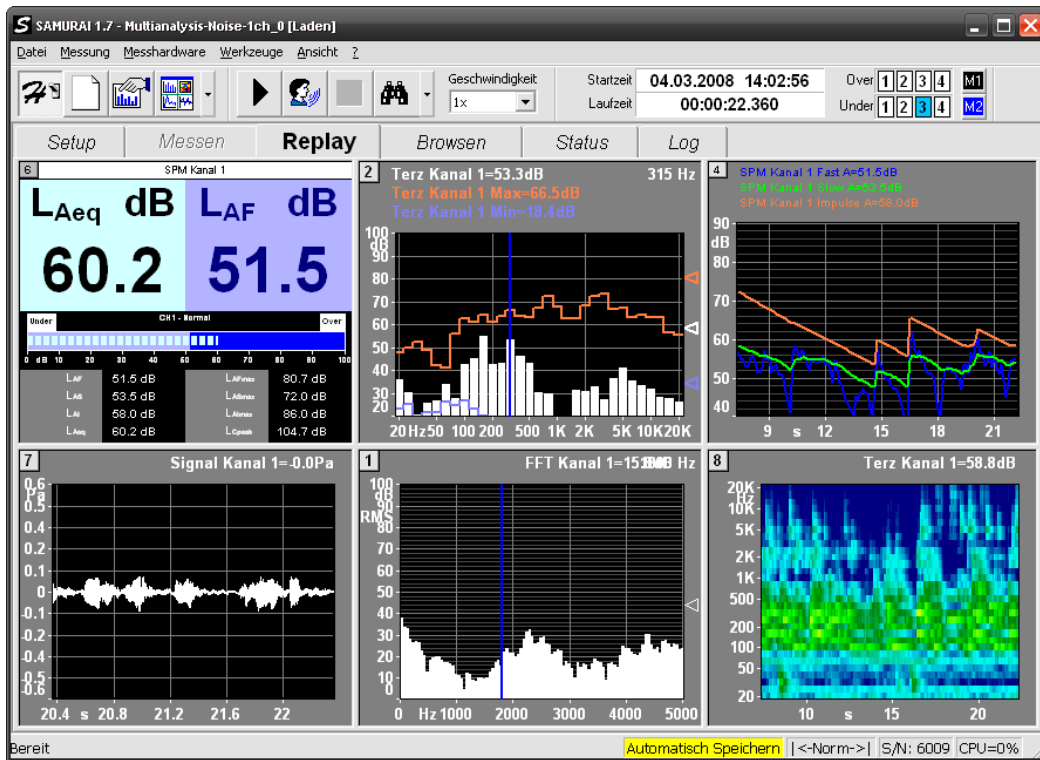 SAMURAI 1.7 - Muttianalysis-Noise-1ch_0 [Laden]
Datei Messung Messhardware Werkzeuge Ansicht ?
Geschwindigkeit
1x
Startzeit 04.03.2008 14:02:56
Laufzeit 00:00:22.360
Over 1 2 3 4 M1
Under 1 2 3 4 M2
Setup Messen Replay Browsen Status Log
6 SPM Kanal 1
LAeq dB LAF dB
60.2 51.5
Under CH1 - Normal Over
0 dB 10 20 30 40 50 60 70 80 90 100
LAF 51.5 dB LAFmax 80.7 dB
LAS 53.5 dB LASmax 72.0 dB
LAI 58.0 dB LAImax 86.0 dB
LAeq 60.2 dB LCpeak 104.7 dB
2 Terz Kanal 1=53.3dB 315 Hz
Terz Kanal 1 Max=66.5dB
Terz Kanal 1 Min=18.4dB
100
dB
90
80
70
60
50
40
30
20
20 Hz 50 100 200 500 1K 2K 5K 10K 20K
4 SPM Kanal 1 Fast A=51.5dB
SPM Kanal 1 Slow A=53.5dB
SPM Kanal 1 Impulse A=58.0dB
90
dB
80
70
60
50
40
9 s 12 15 18 21
7 Signal Kanal 1=-0.0Pa
0.6
Pa
0.5
0.4
0.2
0.1
0
-0.1
-0.2
-0.4
-0.5
-0.6
20.4 s 20.8 21.2 21.6 22
1 FFT Kanal 1=15 Hz
100
dB
90
RMS
80
70
60
50
40
30
20
10
0
0 Hz 1000 2000 3000 4000 5000
8 Terz Kanal 1=58.8dB
20K
Hz
10K
5K
2K
1K
500
200
100
50
20
10 s 15 20
Bereit Automatisch Speichern |<-Norm->| S/N: 6009 CPU=0%